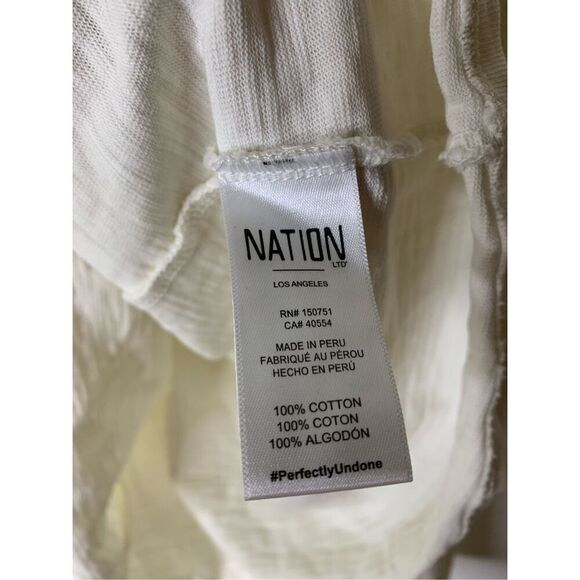 NATION
LTD
LOS ANGELES
RN# 150751
CA# 40554
MADE IN PERU
FABRIQUÉ AU PÉROU
HECHO EN PERÚ
100% COTTON
100% COTON
100% ALGODÓN
#PerfectlyUndone